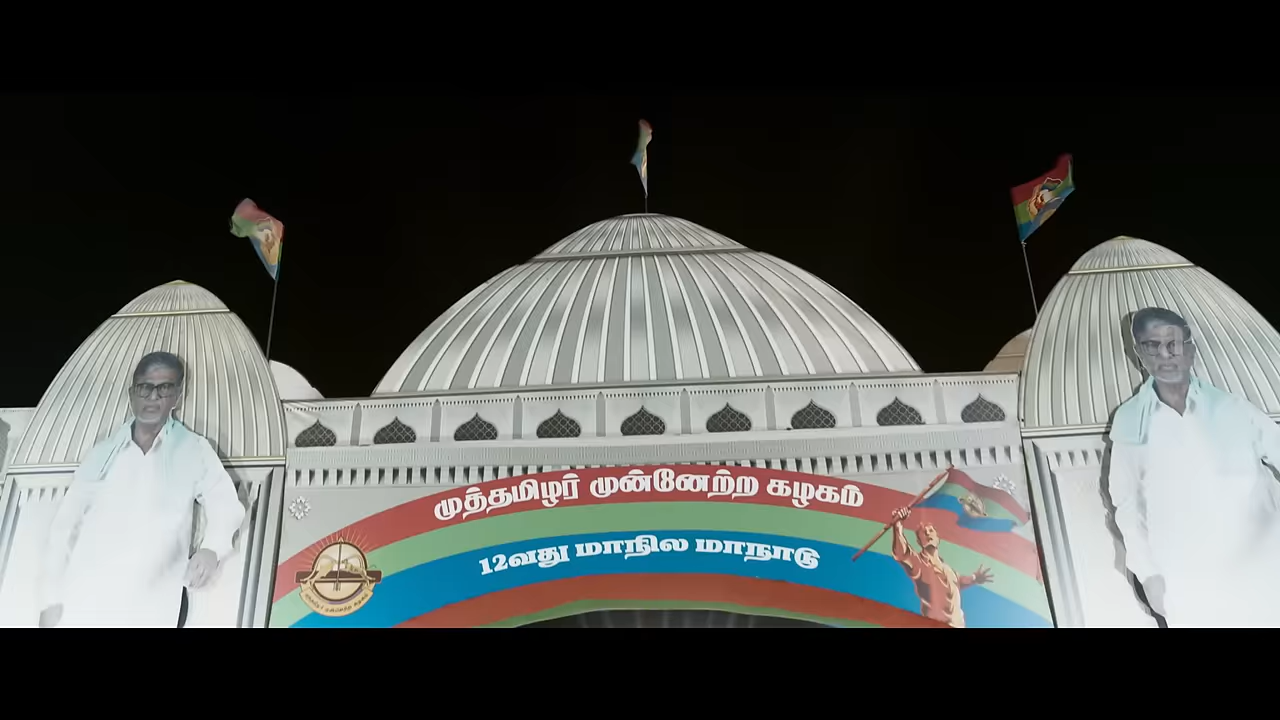 முத்தமிழர் முன்னேற்ற கழகம்
12வது மாநில மாநாடு